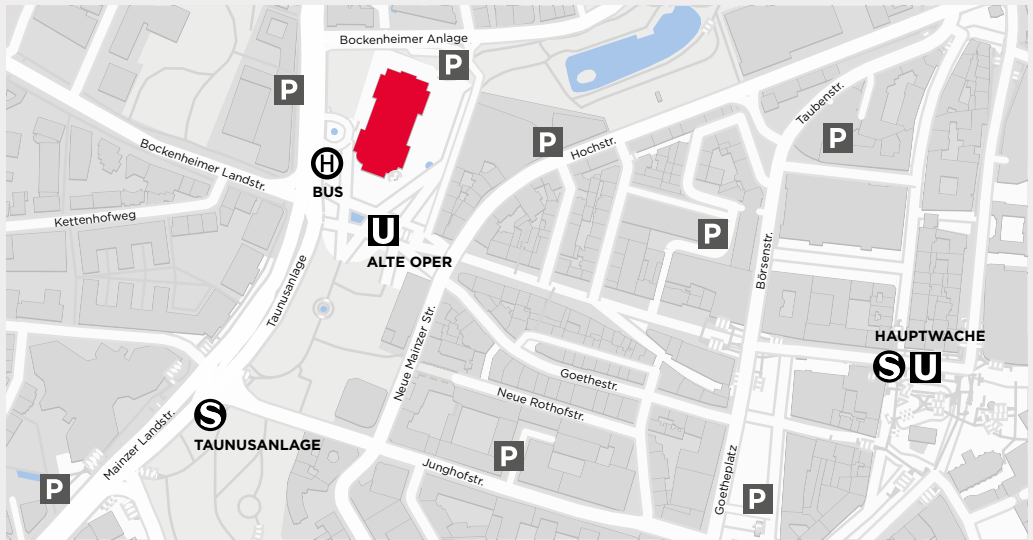 Bockenheimer Anlage
P
P
Taubenstr.
P
P
Hochstr.
Bockenheimer Landstr.
H
BUS
Kettenhofweg
U
ALTE OPER
P
Börsenstr.
Taunusanlage
Neue Mainzer Str.
HAUPTWACHE
S U
Goethestr.
Neue Rothofstr.
S
TAUNUSANLAGE
Mainzer Landstr.
P
Junghofstr.
P
Goetheplatz
P